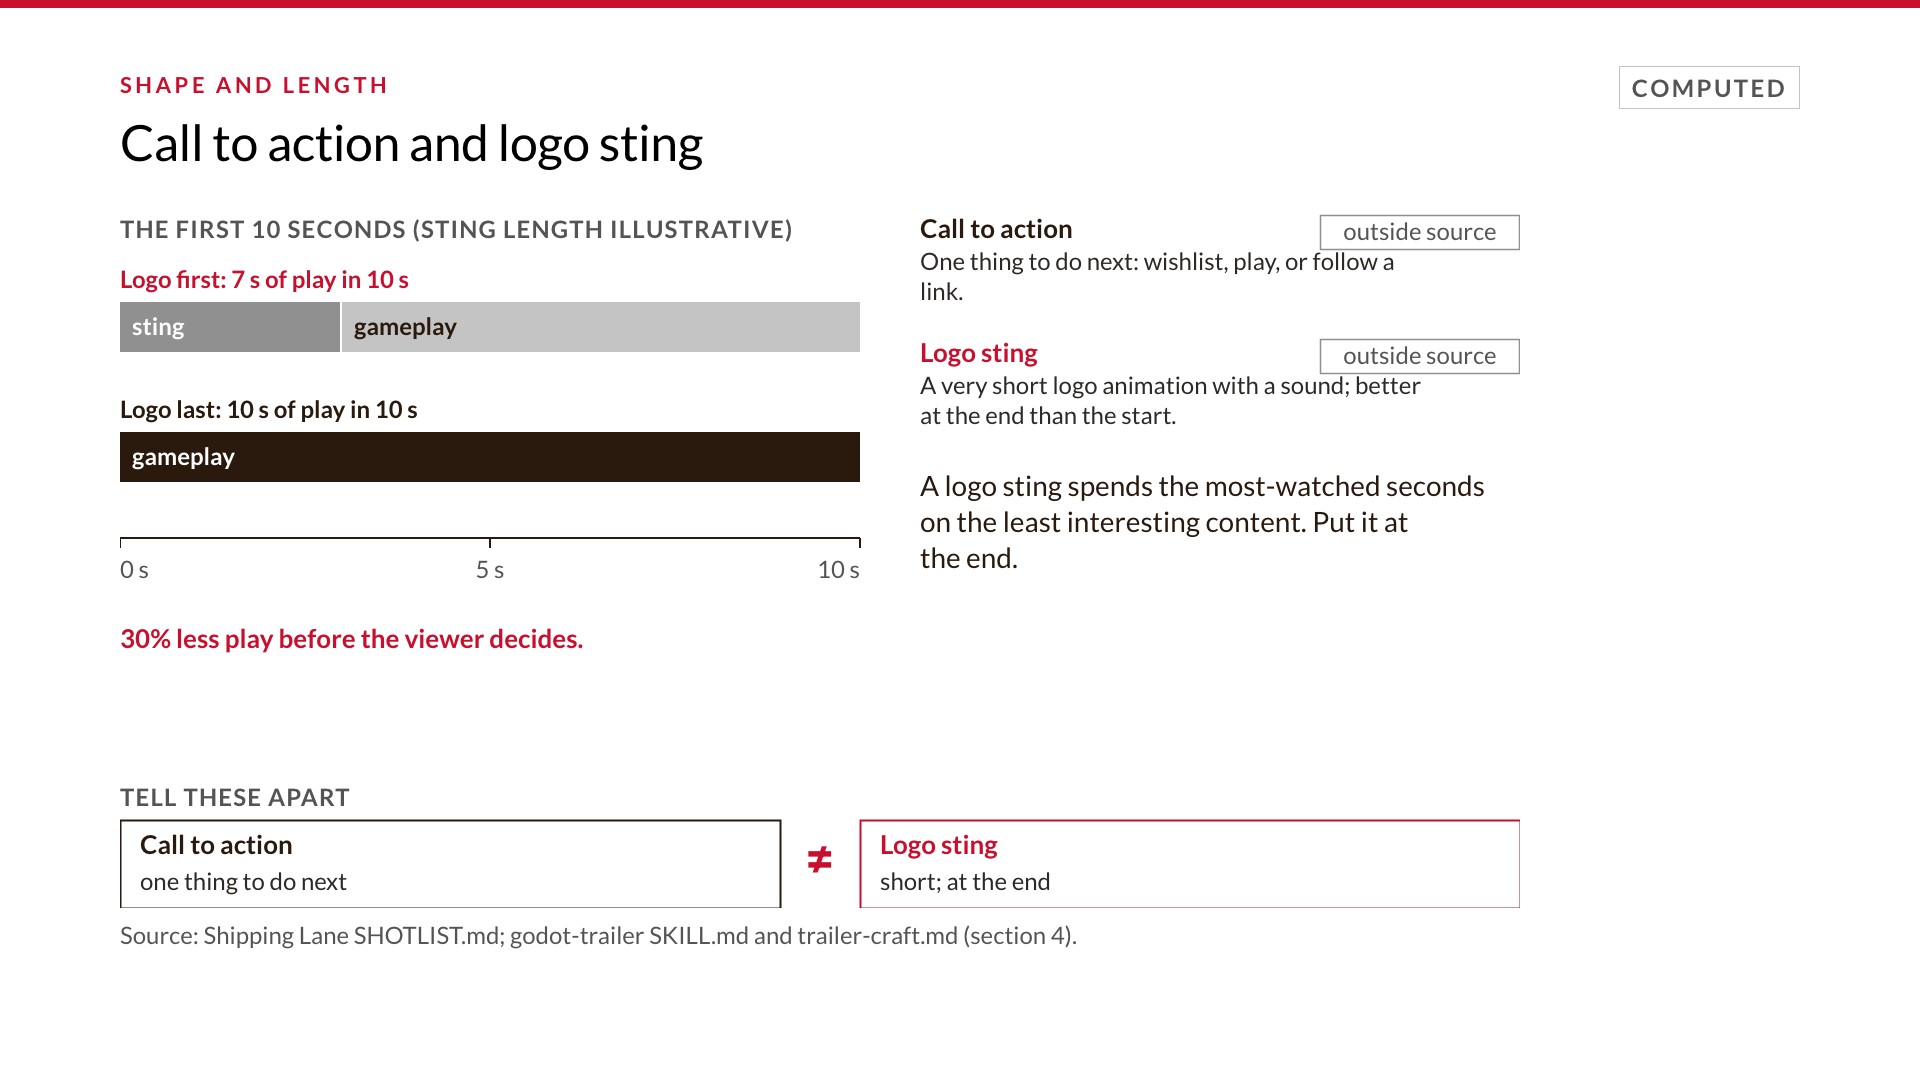 SHAPE AND LENGTH
COMPUTED
Call to action and logo sting
THE FIRST 10 SECONDS (STING LENGTH ILLUSTRATIVE)
Logo first: 7 s of play in 10 s
sting
gameplay
Logo last: 10 s of play in 10 s
gameplay
0 s
5 s
10 s
30% less play before the viewer decides.
Call to action
outside source
One thing to do next: wishlist, play, or follow a
link.
Logo sting
outside source
A very short logo animation with a sound; better
at the end than the start.
A logo sting spends the most-watched seconds
on the least interesting content. Put it at
the end.
TELL THESE APART
Call to action
one thing to do next
≠
Logo sting
short; at the end
Source: Shipping Lane SHOTLIST.md; godot-trailer SKILL.md and trailer-craft.md (section 4).